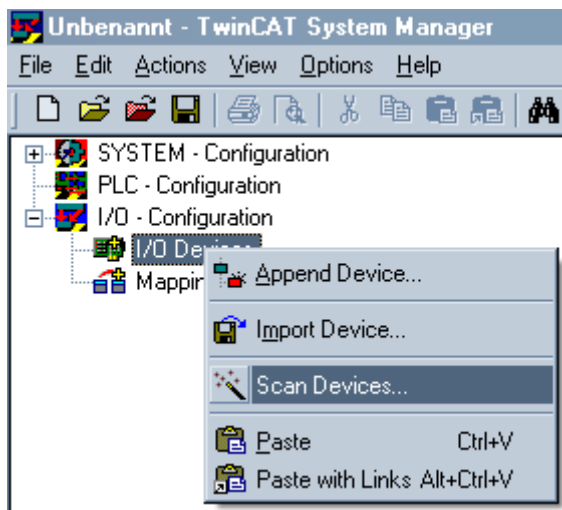 Unbenannt - TwinCAT System Manager
File Edit Actions View Options Help
SYSTEM - Configuration
PLC - Configuration
I/O - Configuration
I/O Devices
Append Device...
Import Device...
Scan Devices...
Paste Ctrl+V
Paste with Links Alt+Ctrl+V